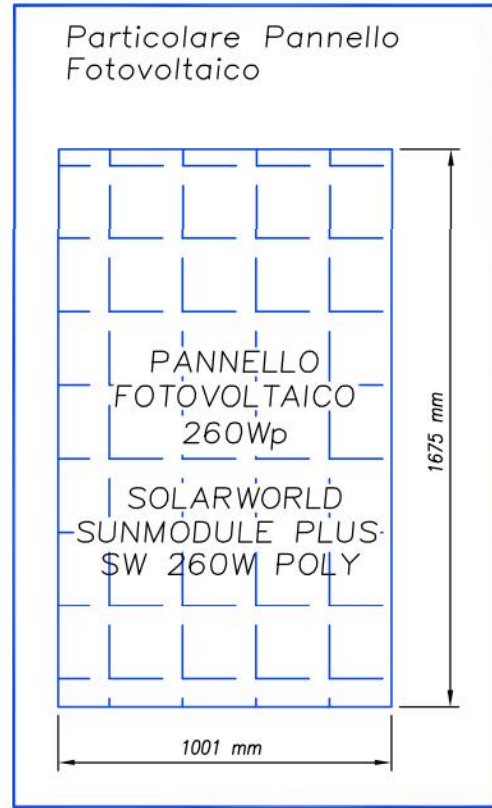 Particolare Pannello
Fotovoltaico
PANNELLO
FOTOVOLTAICO
260Wp
SOLARWORLD
SUNMODULE PLUS
SW 260W POLY
1675 mm
1001 mm